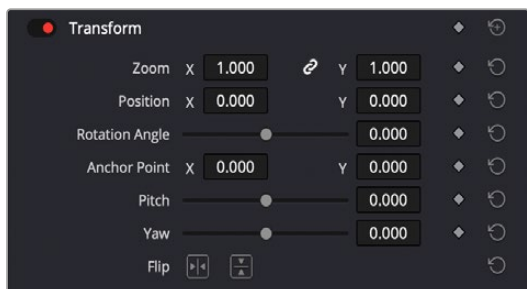 Transform
Zoom X 1.000 Y 1.000
Position X 0.000 Y 0.000
Rotation Angle 0.000
Anchor Point X 0.000 Y 0.000
Pitch 0.000
Yaw 0.000
Flip